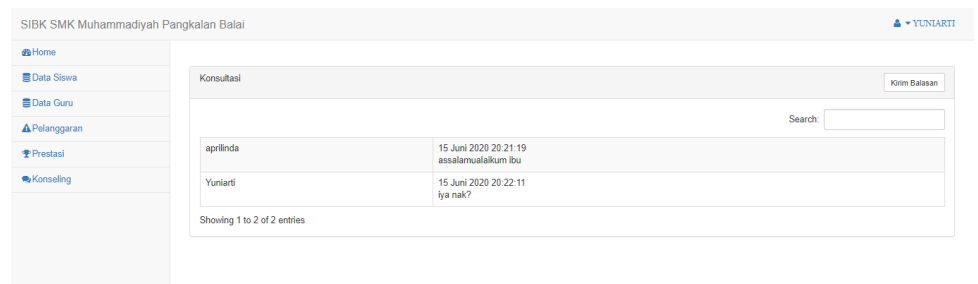 SIBK SMK Muhammadiyah Pangkalan Balai
YUNIARTI
Home
Data Siswa
Data Guru
Pelanggaran
Prestasi
Konseling
Konsultasi
Kirim Balasan
Search:
aprilinda
15 Juni 2020 20:21:19
assalamualaikum ibu
Yuniarti
15 Juni 2020 20:22:11
iya nak?
Showing 1 to 2 of 2 entries